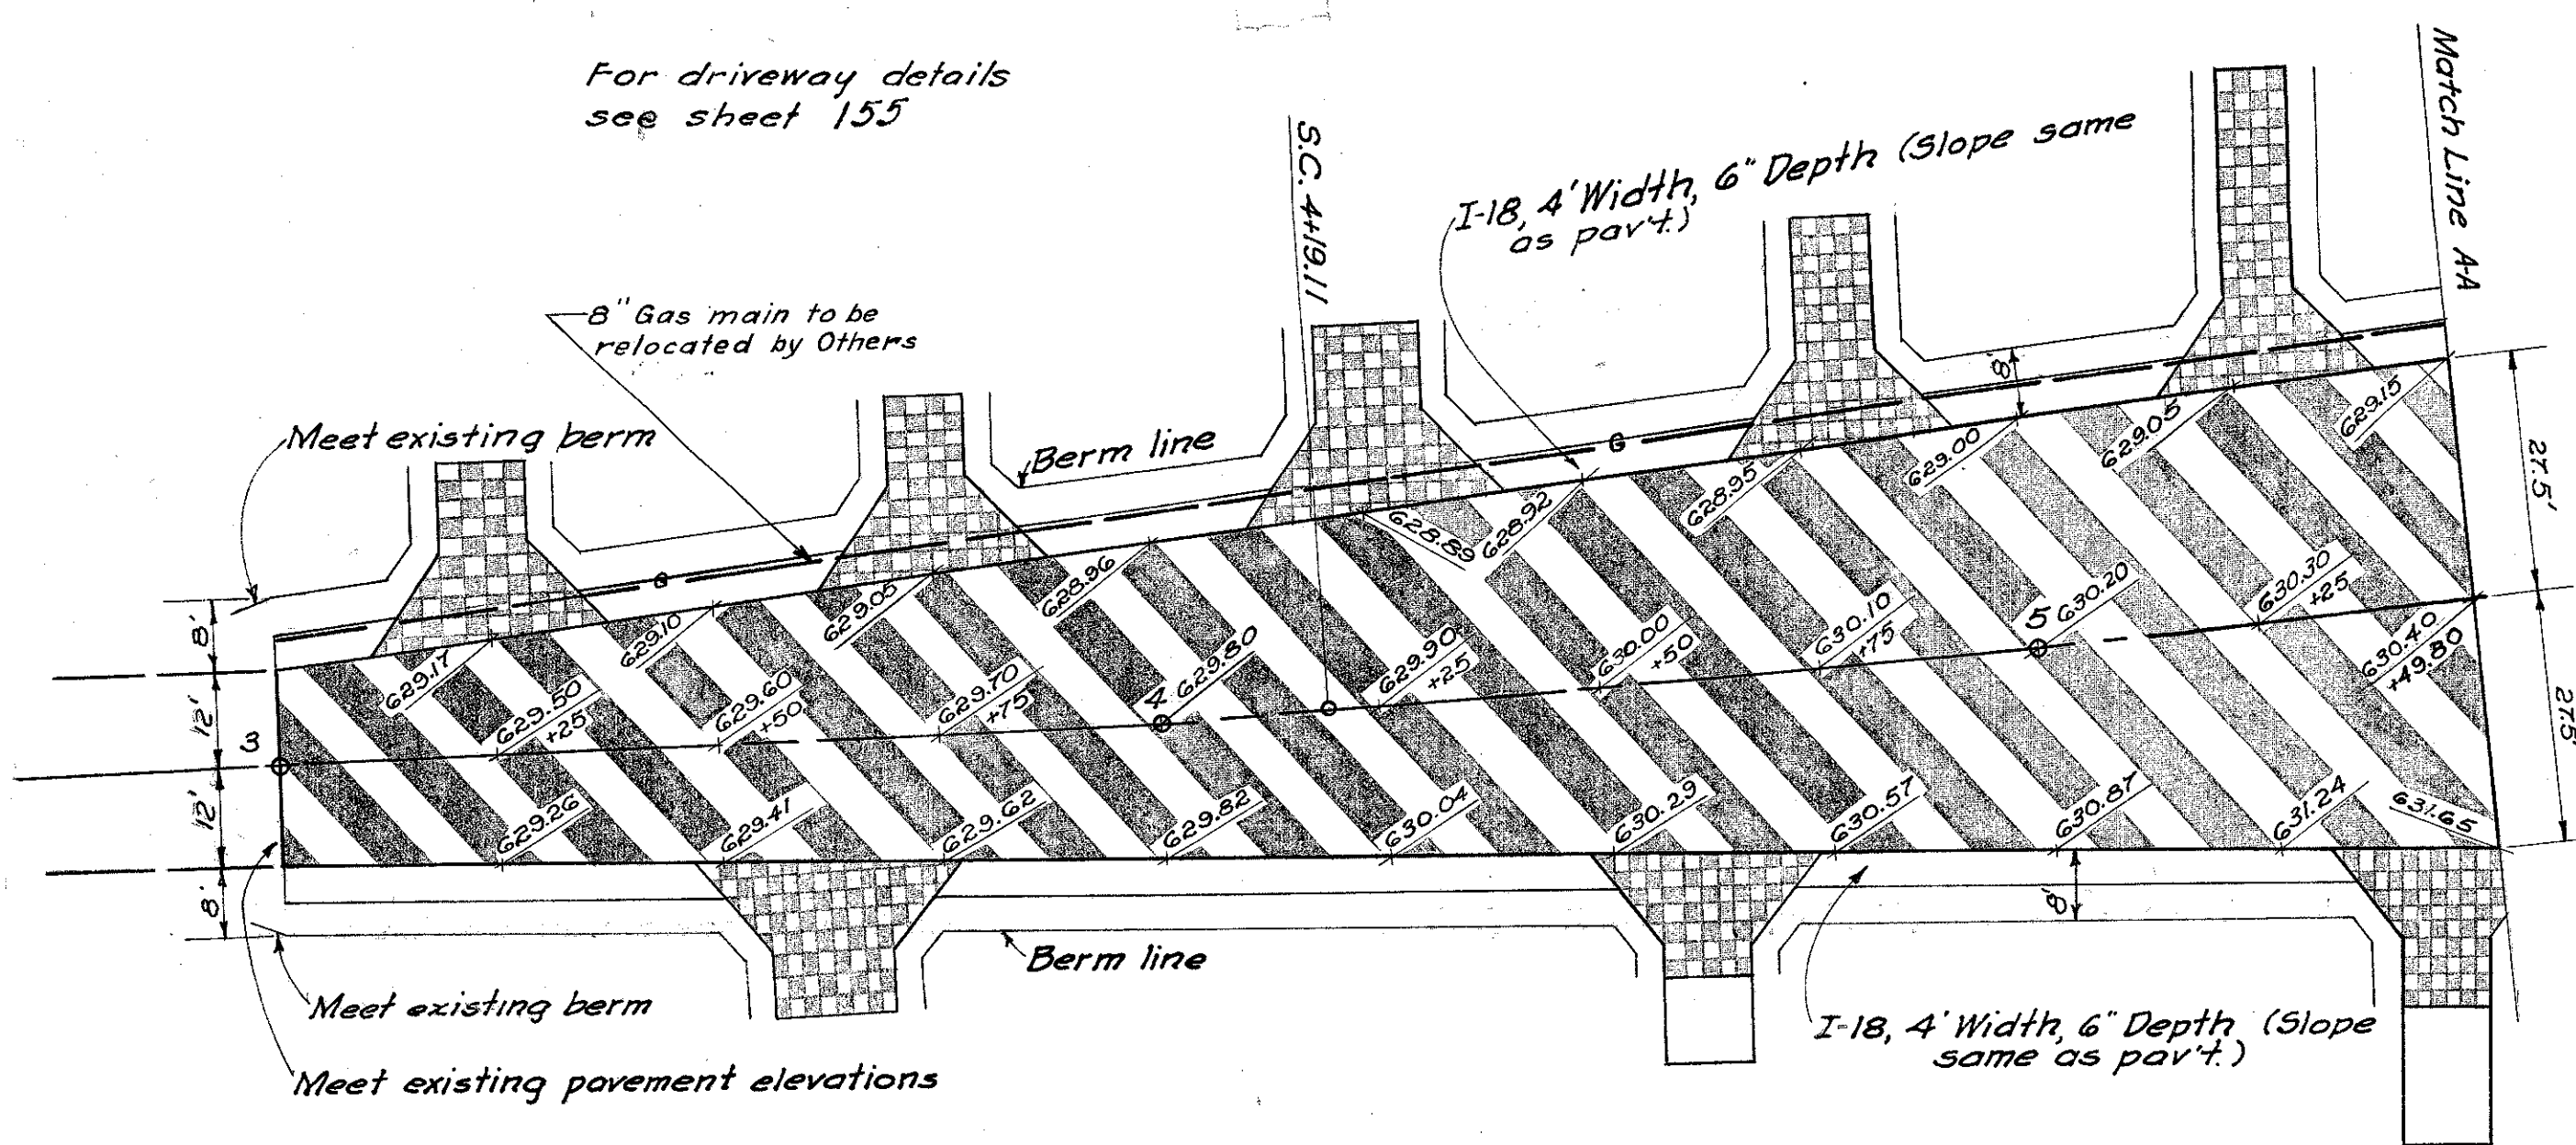 For driveway details
see sheet 155
S.C. 4+19.11
Match Line A-A
I-18, 4' Width, 6" Depth (Slope same
as pav't.)
8" Gas main to be
relocated by Others
Meet existing berm
Berm line
G
G
8'
12'
12'
8'
3
8'
27.5'
27.5'
629.17
629.10
629.05
628.96
628.89
628.92
628.95
629.00
629.05
629.15
629.50
+25
629.60
+50
629.70
+75
4
629.80
629.90
+25
630.00
+50
630.10
+75
5
630.20
630.30
+25
630.40
+49.80
629.26
629.41
629.62
629.82
630.04
630.29
630.57
630.87
631.24
631.65
8'
Berm line
Meet existing berm
Meet existing pavement elevations
I-18, 4' Width, 6" Depth (Slope
same as pav't.)